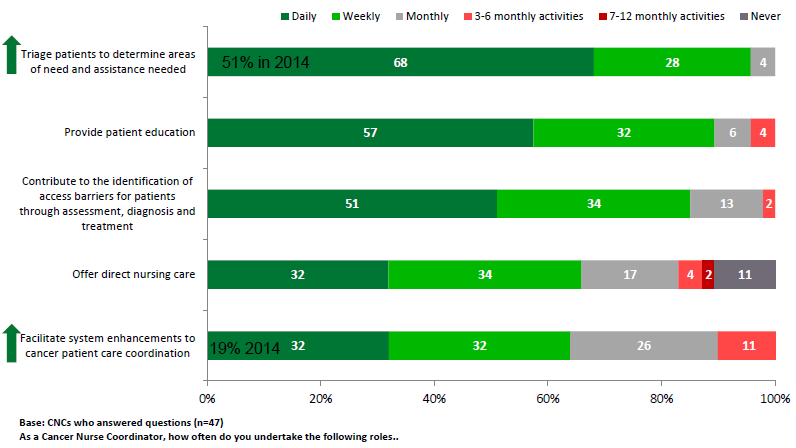 Daily Weekly Monthly 3-6 monthly activities 7-12 monthly activities Never
Triage patients to determine areas
of need and assistance needed
51% in 2014 68 28 4
Provide patient education
57 32 6 4
Contribute to the identification of
access barriers for patients
through assessment, diagnosis and
treatment
51 34 13 2
Offer direct nursing care
32 34 17 4 2 11
Facilitate system enhancements to
cancer patient care coordination
19% 2014 32 32 26 11
0% 20% 40% 60% 80% 100%
Base: CNCs who answered questions (n=47)
As a Cancer Nurse Coordinator, how often do you undertake the following roles..